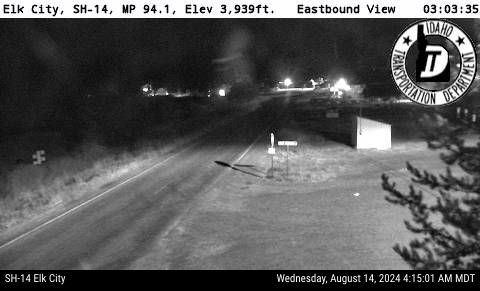 Elk City, SH-14, MP 94.1, Elev 3,939ft. Eastbound View 03:03:35
IDAHO
TRANSPORTATION DEPARTMENT
SH-14 Elk City Wednesday, August 14, 2024 4:15:01 AM MDT